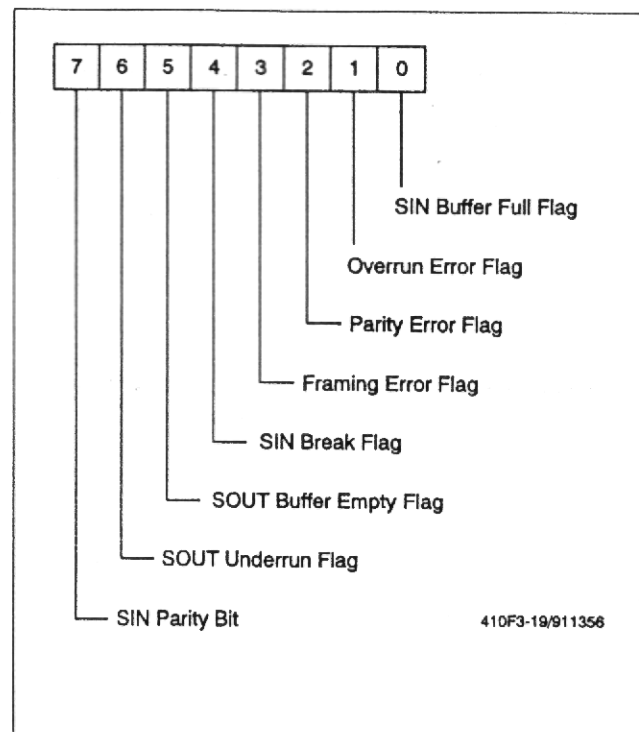 7 6 5 4 3 2 1 0
SIN Buffer Full Flag
Overrun Error Flag
Parity Error Flag
Framing Error Flag
SIN Break Flag
SOUT Buffer Empty Flag
SOUT Underrun Flag
SIN Parity Bit
410F3-19/911356